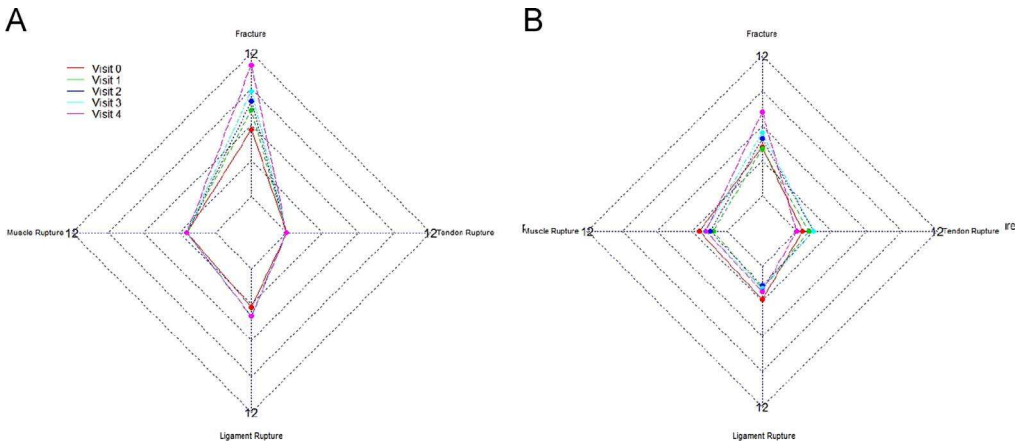 A
Fracture
12
Visit 0
Visit 1
Visit 2
Visit 3
Visit 4
Muscle Rupture 12
12 Tendon Rupture
12
Ligament Rupture
B
Fracture
12
Muscle Rupture 12
12 Tendon Rupture
12
Ligament Rupture